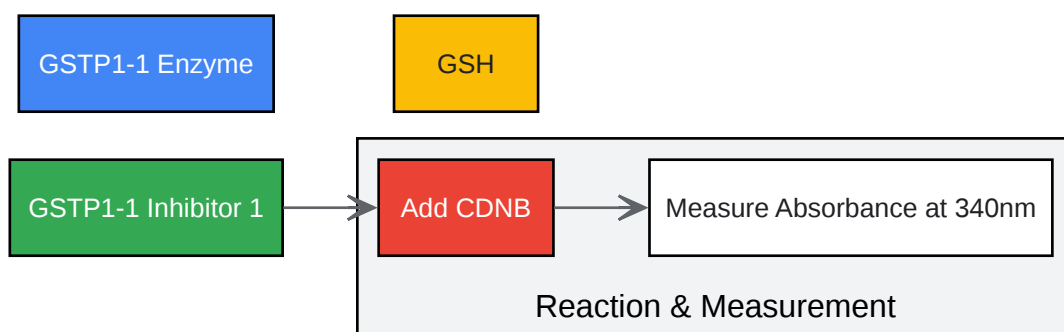 GSTP1-1 Enzyme
GSH
GSTP1-1 Inhibitor 1
Add CDNB
Measure Absorbance at 340nm
Reaction & Measurement